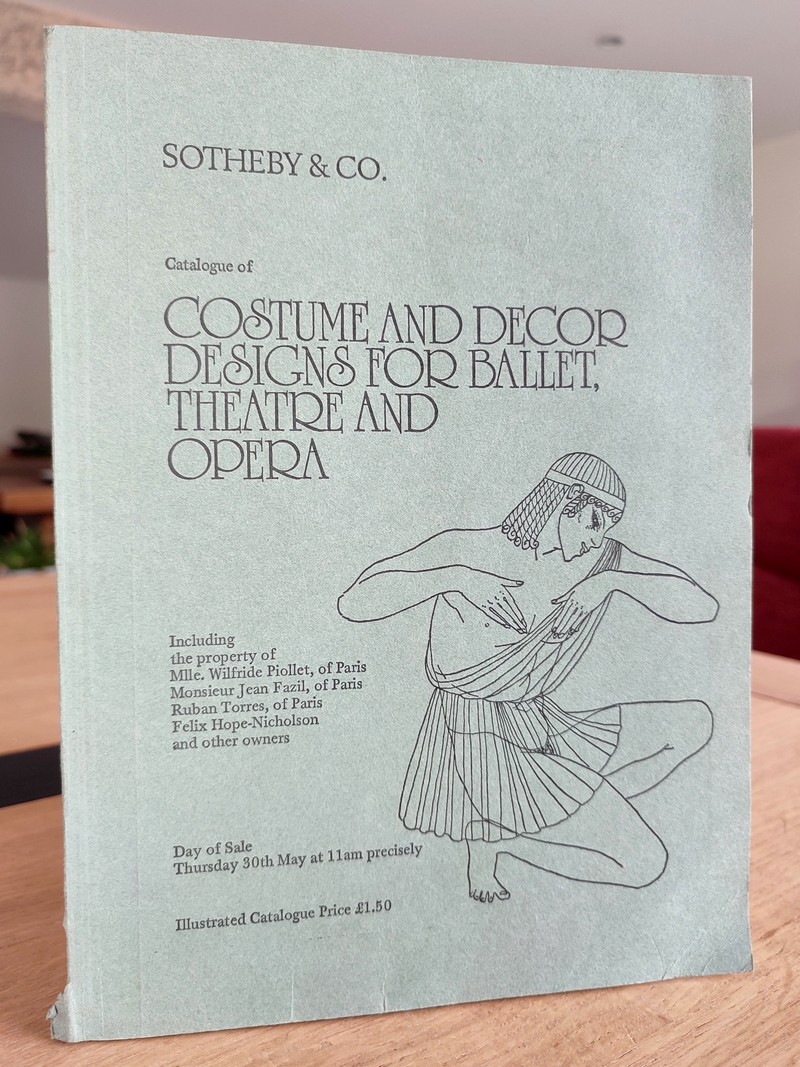 SOTHEBY & CO.
Catalogue of
COSTUME AND DECOR
DESIGNS FOR BALLET,
THEATRE AND
OPERA
Including
the property of
Mlle. Wilfride Piollet, of Paris
Monsieur Jean Fazil, of Paris
Ruban Torres, of Paris
Felix Hope-Nicholson
and other owners
Day of Sale
Thursday 30th May at 11am precisely
Illustrated Catalogue Price £1.50